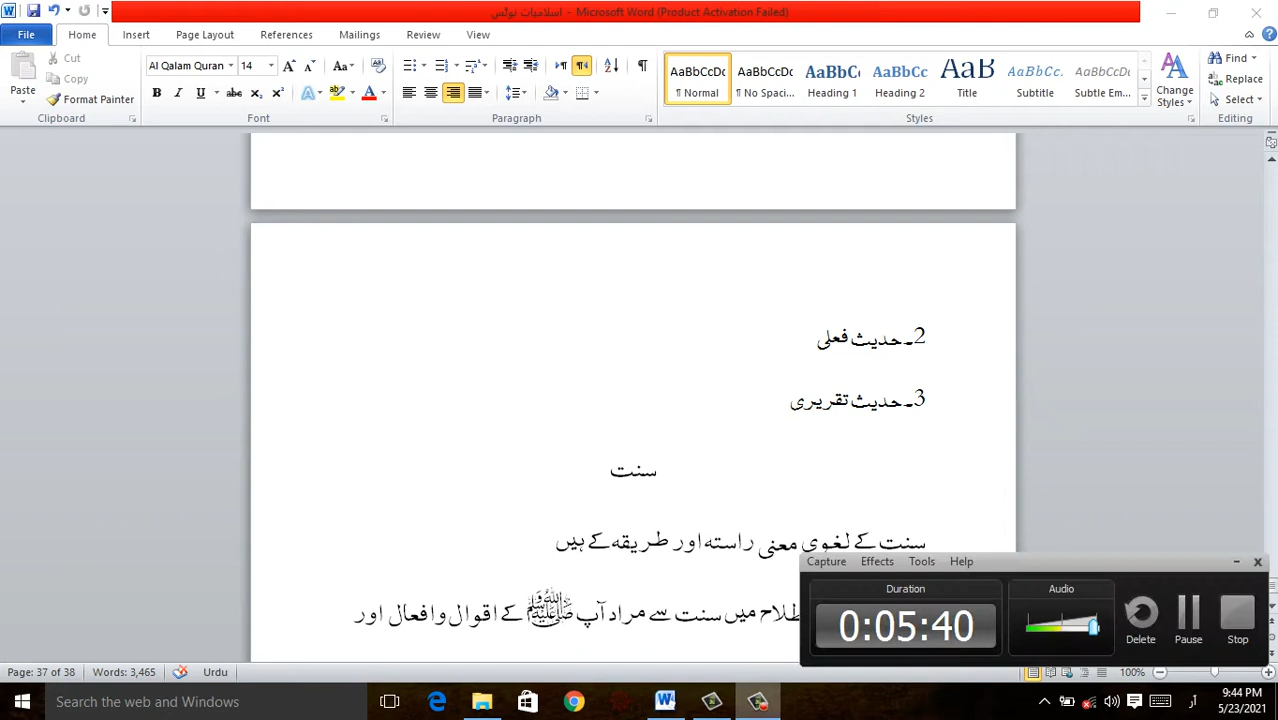 اسلامیات نوٹس - Microsoft Word (Product Activation Failed)
File Home Insert Page Layout References Mailings Review View
Cut
Copy
Format Painter
Paste
Clipboard
Al Qalam Quran 14
Font
Paragraph
AaBbCcDc AaBbCcDc AaBbC AaBbCc AaB AaBbCc. AaBbCcDc
¶ Normal ¶ No Spaci... Heading 1 Heading 2 Title Subtitle Subtle Em...
Change Styles
Styles
Find
Replace
Select
Editing
2۔حدیث فعلی
3۔حدیث تقریری
سنت
سنت کے لغوی معنی راستہ اور طریقہ کے ہیں
میں سنت سے مراد آپ ﷺ کے اقوال وافعال اور
Capture Effects Tools Help
Duration Audio
0:05:40
Delete Pause Stop
Page: 37 of 38 Words: 3,465 Urdu 100%
Search the web and Windows
9:44 PM
5/23/2021